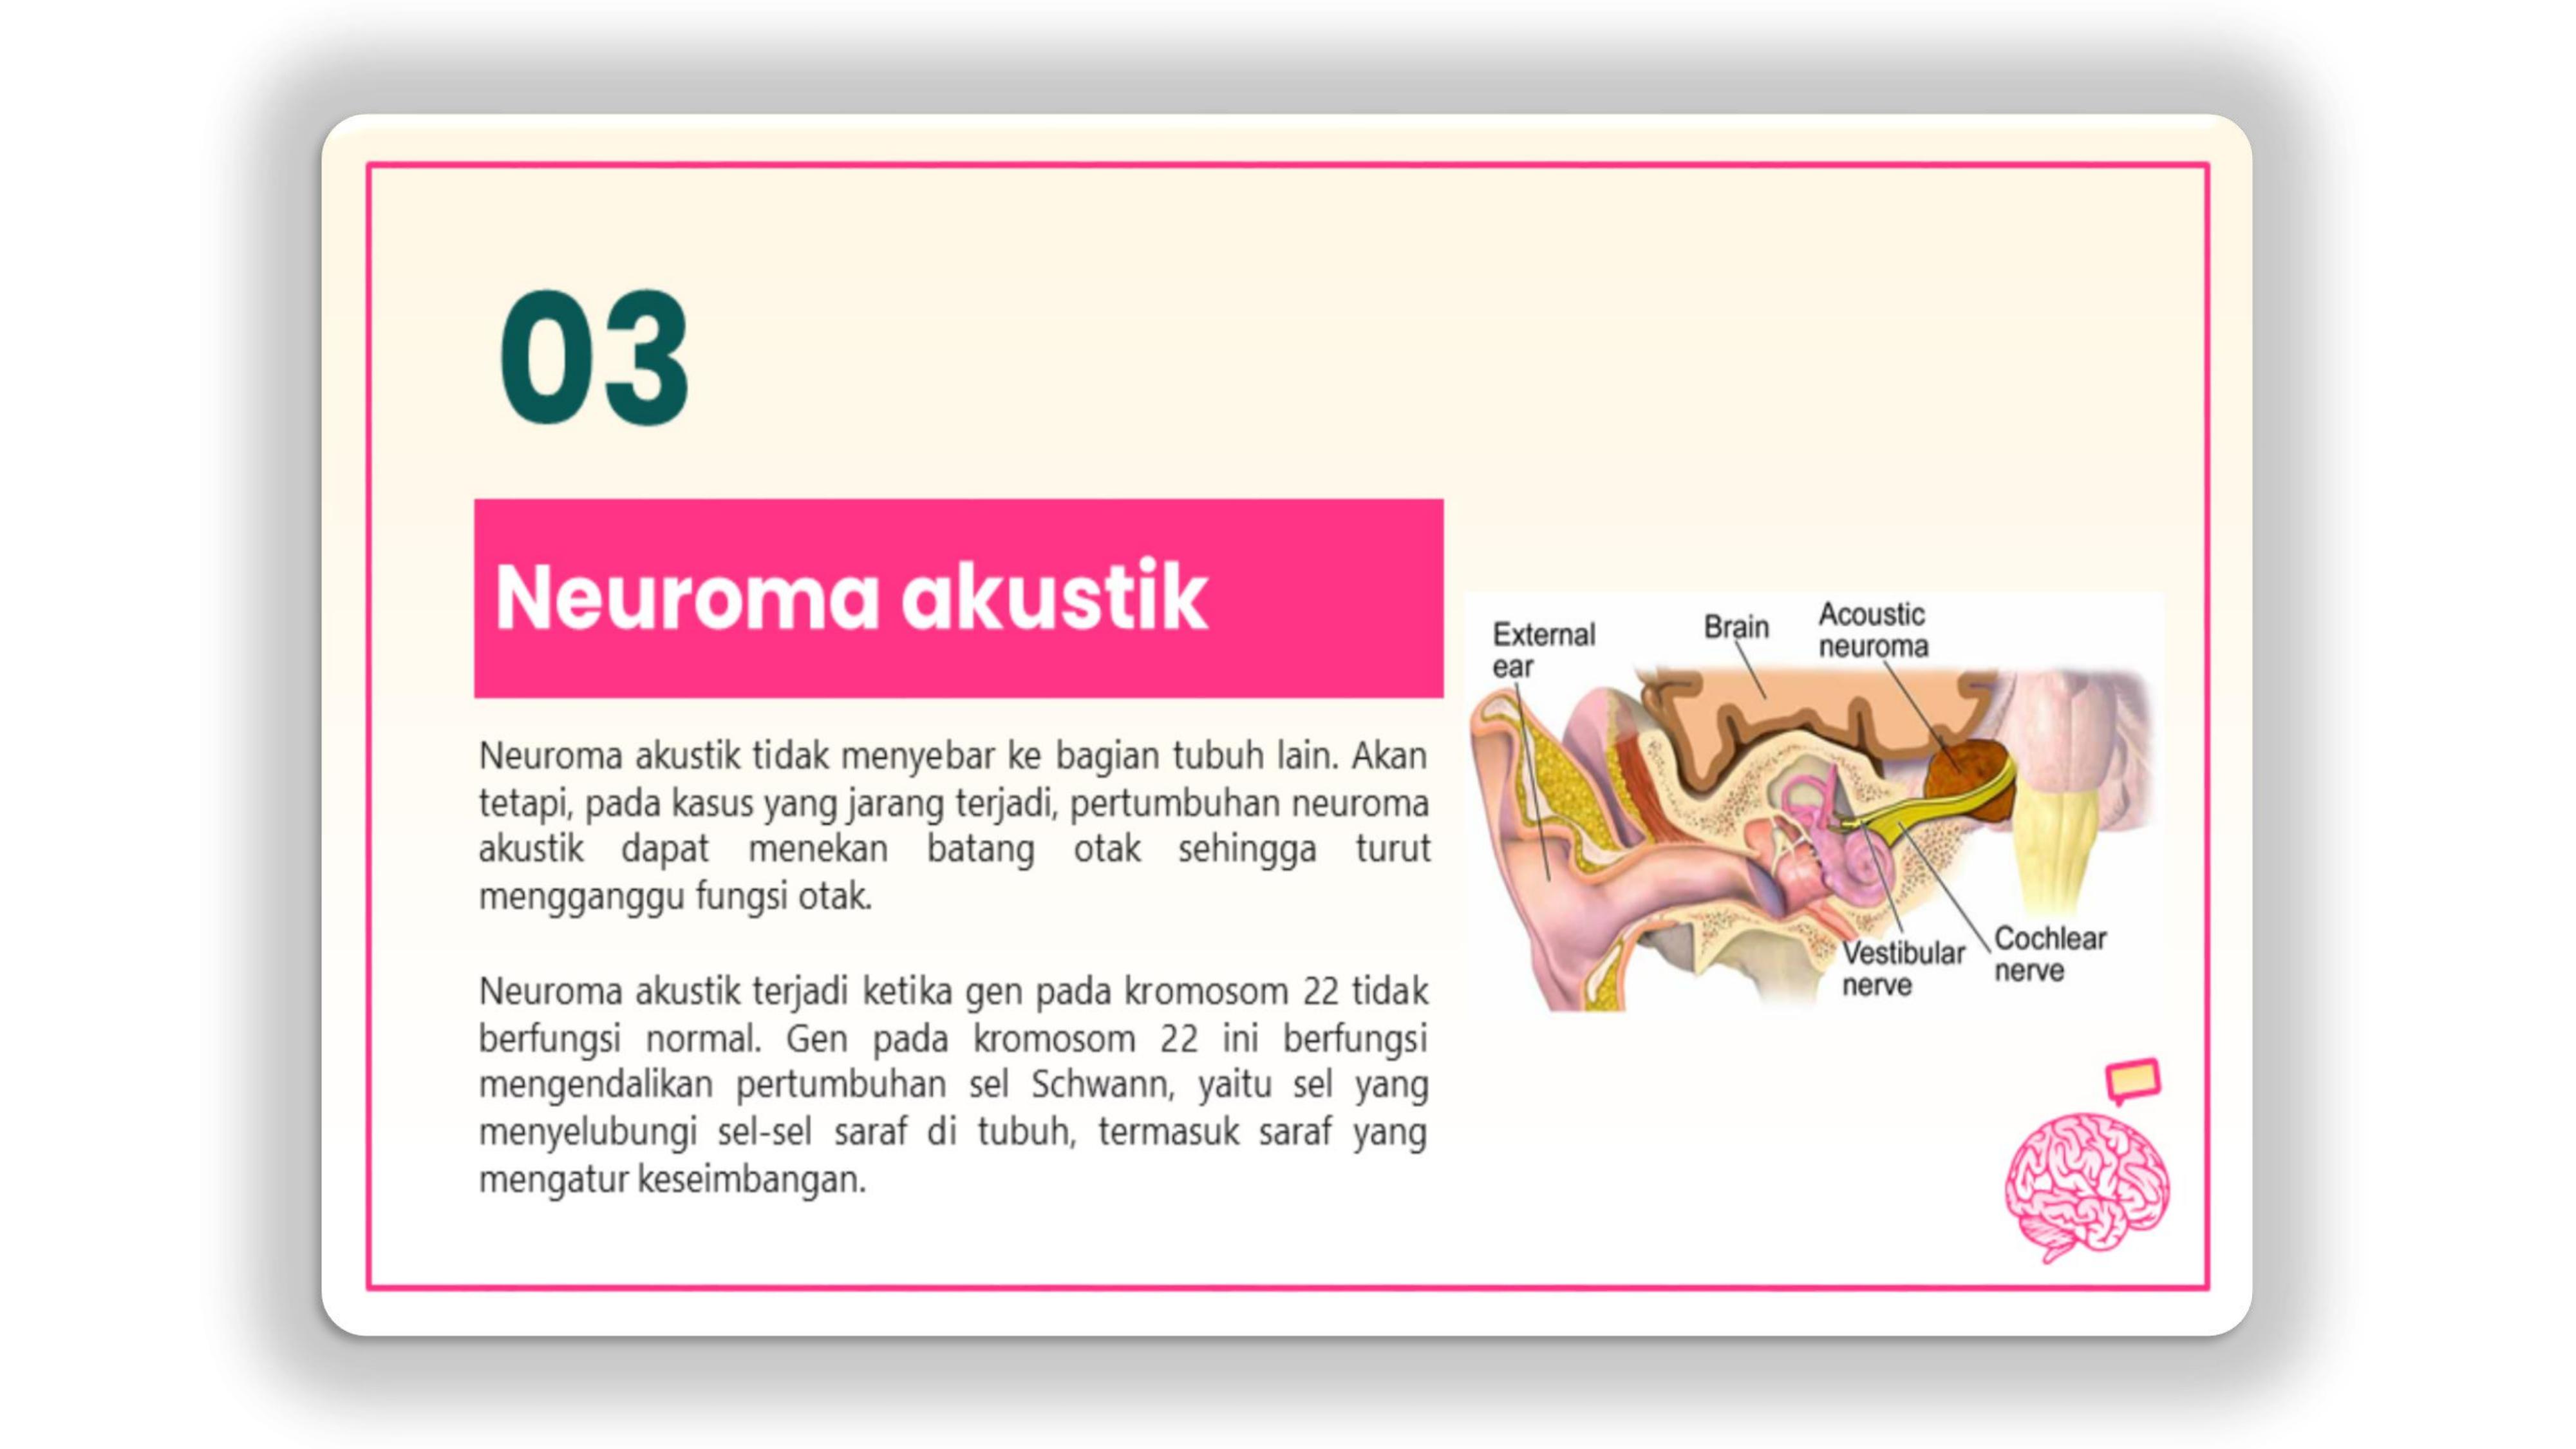 03
Neuroma akustik
Neuroma akustik tidak menyebar ke bagian tubuh lain. Akan
tetapi, pada kasus yang jarang terjadi, pertumbuhan neuroma
akustik dapat menekan batang otak sehingga turut
mengganggu fungsi otak.
Neuroma akustik terjadi ketika gen pada kromosom 22 tidak
berfungsi normal. Gen pada kromosom 22 ini berfungsi
mengendalikan pertumbuhan sel Schwann, yaitu sel yang
menyelubungi sel-sel saraf di tubuh, termasuk saraf yang
mengatur keseimbangan.
External
ear
Brain
Acoustic
neuroma
Vestibular
nerve
Cochlear
nerve